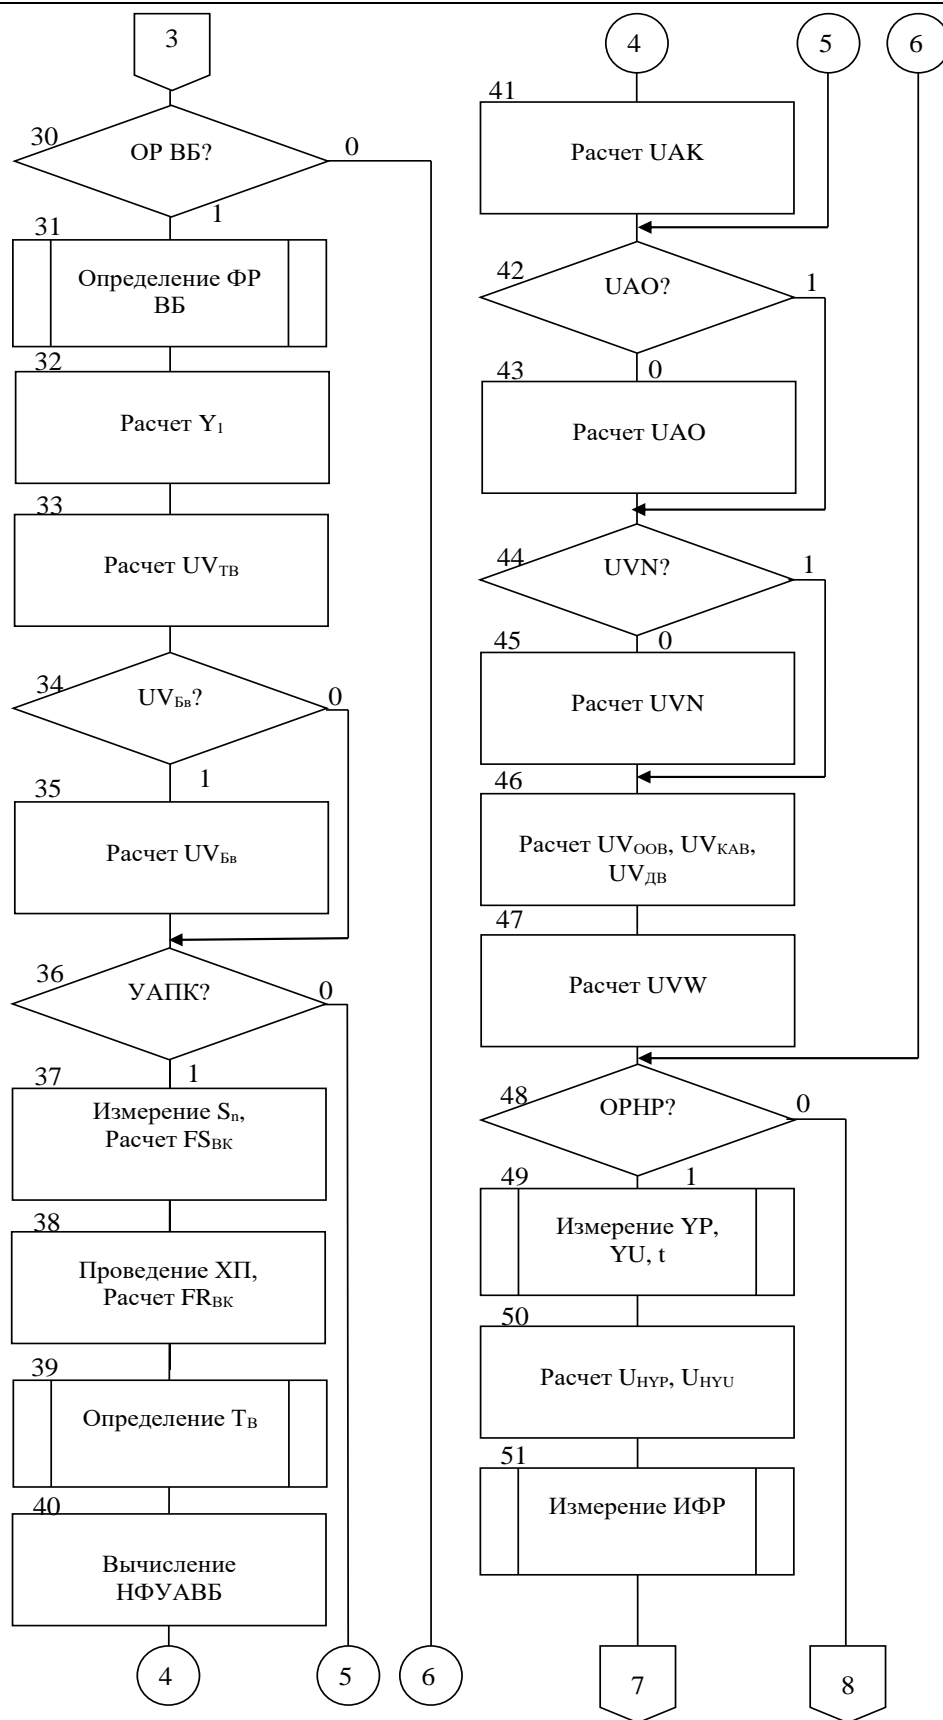 3
30
ОР ВБ?
0
1
31
Определение ФР
ВБ
32
Расчет Y₁
33
Расчет UVТВ
34
UVБв?
0
1
35
Расчет UVБв
36
УАПК?
0
1
37
Измерение Sn,
Расчет FSВК
38
Проведение ХП,
Расчет FRВК
39
Определение TВ
40
Вычисление
НФУАВБ
4
5
6
4
5
6
41
Расчет UAK
42
UAO?
1
0
43
Расчет UAO
44
UVN?
1
0
45
Расчет UVN
46
Расчет UVООВ, UVКАВ,
UVДВ
47
Расчет UVW
48
ОРНР?
0
1
49
Измерение YP,
YU, t
50
Расчет UНYP, UНYU
51
Измерение ИФР
7
8